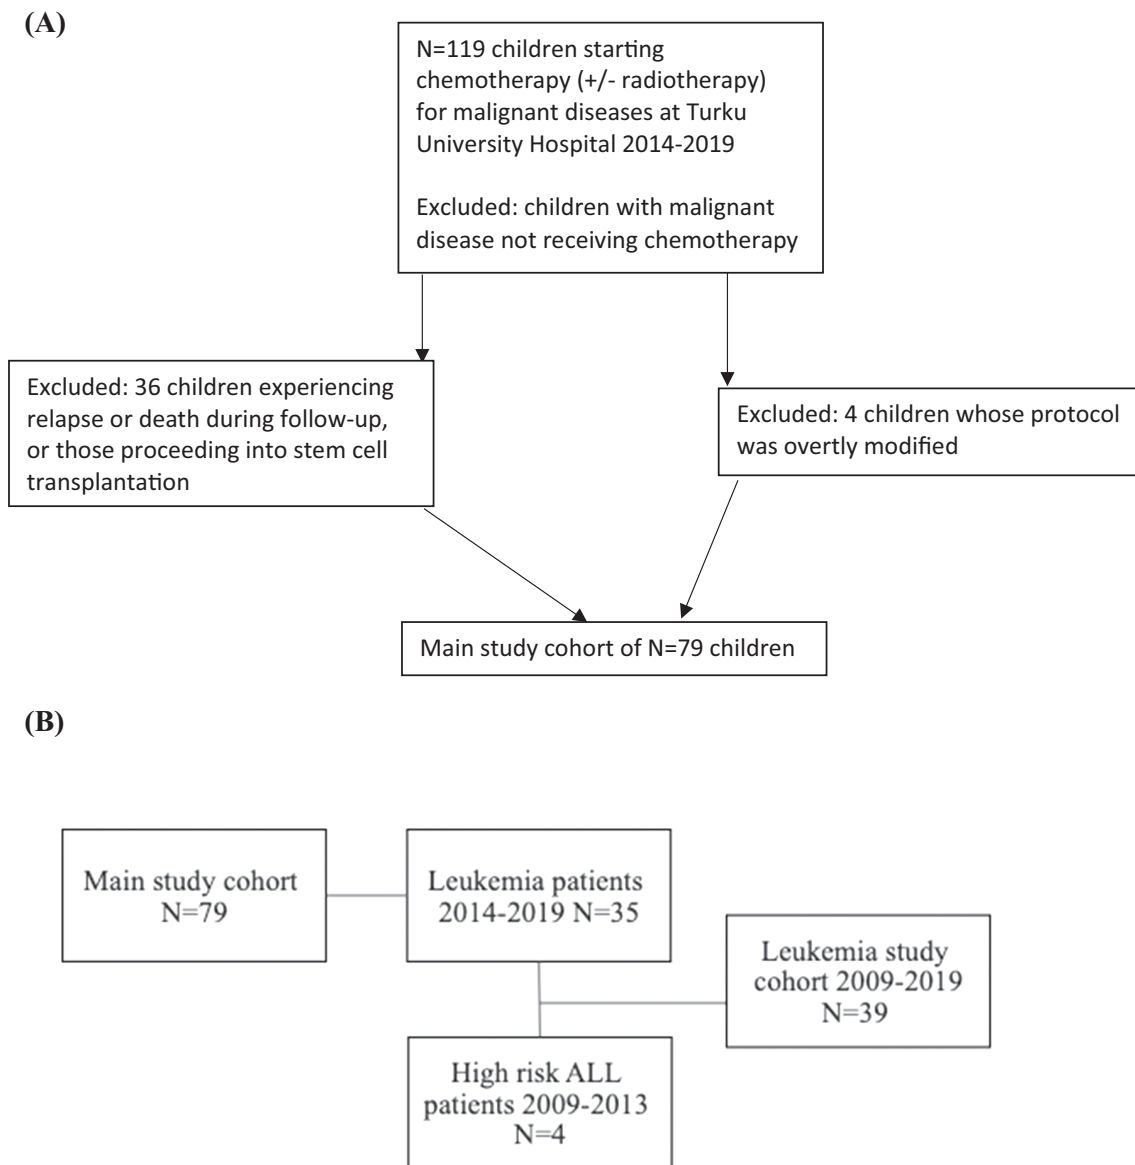 (A)
N=119 children starting
chemotherapy (+/- radiotherapy)
for malignant diseases at Turku
University Hospital 2014-2019
Excluded: children with malignant
disease not receiving chemotherapy
Excluded: 36 children experiencing
relapse or death during follow-up,
or those proceeding into stem cell
transplantation
Excluded: 4 children whose protocol
was overtly modified
Main study cohort of N=79 children
(B)
Main study cohort
N=79
Leukemia patients
2014-2019 N=35
Leukemia study
cohort 2009-2019
N=39
High risk ALL
patients 2009-2013
N=4